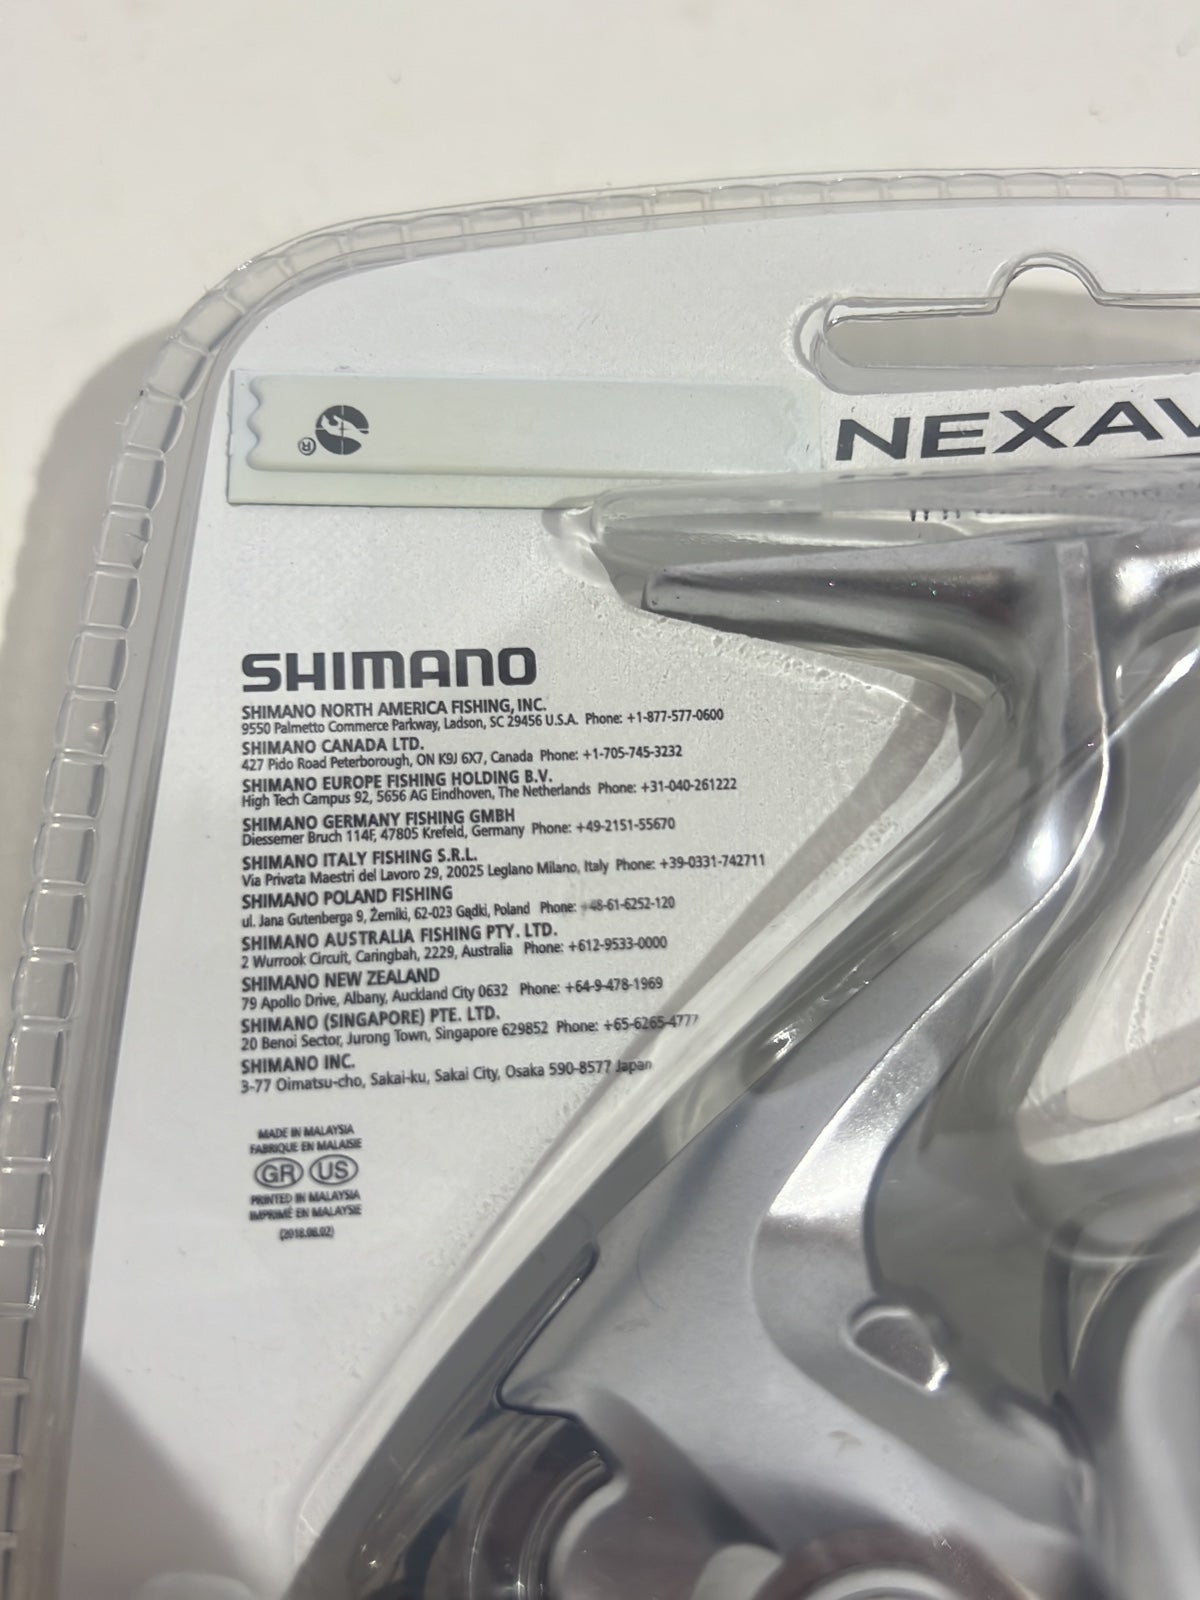 ®
NEXAV
SHIMANO
SHIMANO NORTH AMERICA FISHING, INC.
9550 Palmetto Commerce Parkway, Ladson, SC 29456 U.S.A. Phone: +1-877-577-0600
SHIMANO CANADA LTD.
427 Pido Road Peterborough, ON K9J 6X7, Canada Phone: +1-705-745-3232
SHIMANO EUROPE FISHING HOLDING B.V.
High Tech Campus 92, 5656 AG Eindhoven, The Netherlands Phone: +31-040-261222
SHIMANO GERMANY FISHING GMBH
Diessemer Bruch 114F, 47805 Krefeld, Germany Phone: +49-2151-55670
SHIMANO ITALY FISHING S.R.L.
Via Privata Maestri del Lavoro 29, 20025 Leglano Milano, Italy Phone: +39-0331-742711
SHIMANO POLAND FISHING
ul. Jana Gutenberga 9, Żerniki, 62-023 Gądki, Poland Phone: +48-61-6252-120
SHIMANO AUSTRALIA FISHING PTY. LTD.
2 Wurrook Circuit, Caringbah, 2229, Australia Phone: +612-9533-0000
SHIMANO NEW ZEALAND
79 Apollo Drive, Albany, Auckland City 0632 Phone: +64-9-478-1969
SHIMANO (SINGAPORE) PTE. LTD.
20 Benoi Sector, Jurong Town, Singapore 629852 Phone: +65-6265-4777
SHIMANO INC.
3-77 Oimatsu-cho, Sakai-ku, Sakai City, Osaka 590-8577 Japan
MADE IN MALAYSIA
FABRIQUE EN MALAISIE
GR US
PRINTED IN MALAYSIA
IMPRIMÉ EN MALAYSIE
(2018.08.02)